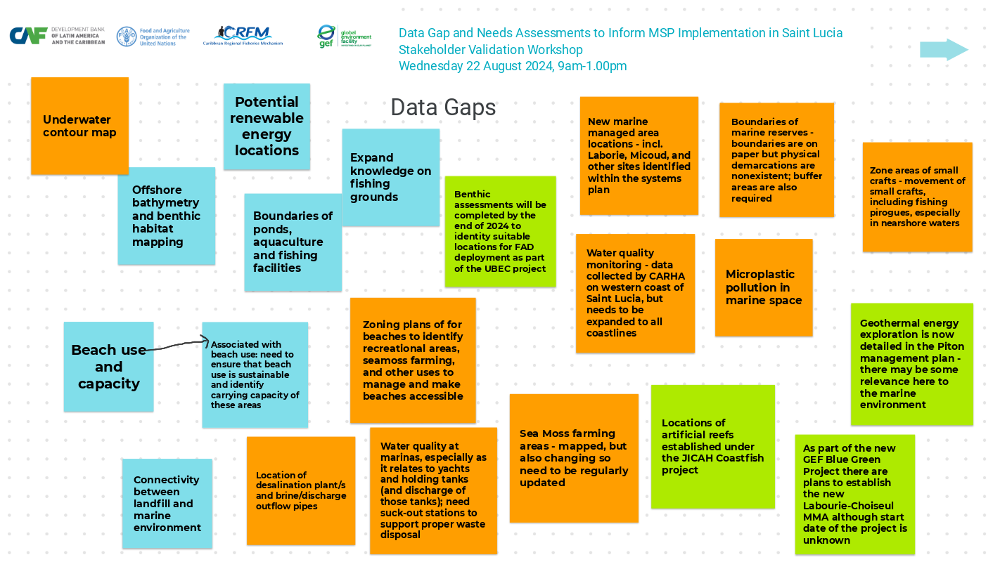 CAF
DEVELOPMENT BANK
OF LATIN AMERICA
AND THE CARIBBEAN
Food and Agriculture
Organization of the
United Nations
CRFM
Caribbean Regional Fisheries Mechanism
gef
global
environment
facility
INVESTING IN OUR PLANET
Data Gap and Needs Assessments to Inform MSP Implementation in Saint Lucia
Stakeholder Validation Workshop
Wednesday 22 August 2024, 9am-1.00pm
Data Gaps
Underwater
contour map
Potential
renewable
energy
locations
Expand
knowledge on
fishing
grounds
Offshore
bathymetry
and benthic
habitat
mapping
Boundaries of
ponds,
aquaculture
and fishing
facilities
Benthic
assessments will be
completed by the
end of 2024 to
identity suitable
locations for FAD
deployment as part
of the UBEC project
New marine
managed area
locations - incl.
Laborie, Micoud, and
other sites identified
within the systems
plan
Boundaries of
marine reserves -
boundaries are on
paper but physical
demarcations are
nonexistent; buffer
areas are also
required
Zone areas of small
crafts - movement of
small crafts,
including fishing
pirogues, especially
in nearshore waters
Water quality
monitoring - data
collected by CARHA
on western coast of
Saint Lucia, but
needs to be
expanded to all
coastlines
Microplastic
pollution in
marine space
Beach use
and
capacity
Associated with
beach use: need to
ensure that beach
use is sustainable
and identify
carrying capacity of
these areas
Zoning plans of for
beaches to identify
recreational areas,
seamoss farming,
and other uses to
manage and make
beaches accessible
Geothermal energy
exploration is now
detailed in the Piton
management plan -
there may be some
relevance here to
the marine
environment
Connectivity
between
landfill and
marine
environment
Location of
desalination plant/s
and brine/discharge
outflow pipes
Water quality at
marinas, especially as
it relates to yachts
and holding tanks
(and discharge of
those tanks); need
suck-out stations to
support proper waste
disposal
Sea Moss farming
areas - mapped, but
also changing so
need to be regularly
updated
Locations of
artificial reefs
established under
the JICAH Coastfish
project
As part of the new
GEF Blue Green
Project there are
plans to establish
the new
Labourie-Choiseul
MMA although start
date of the project is
unknown